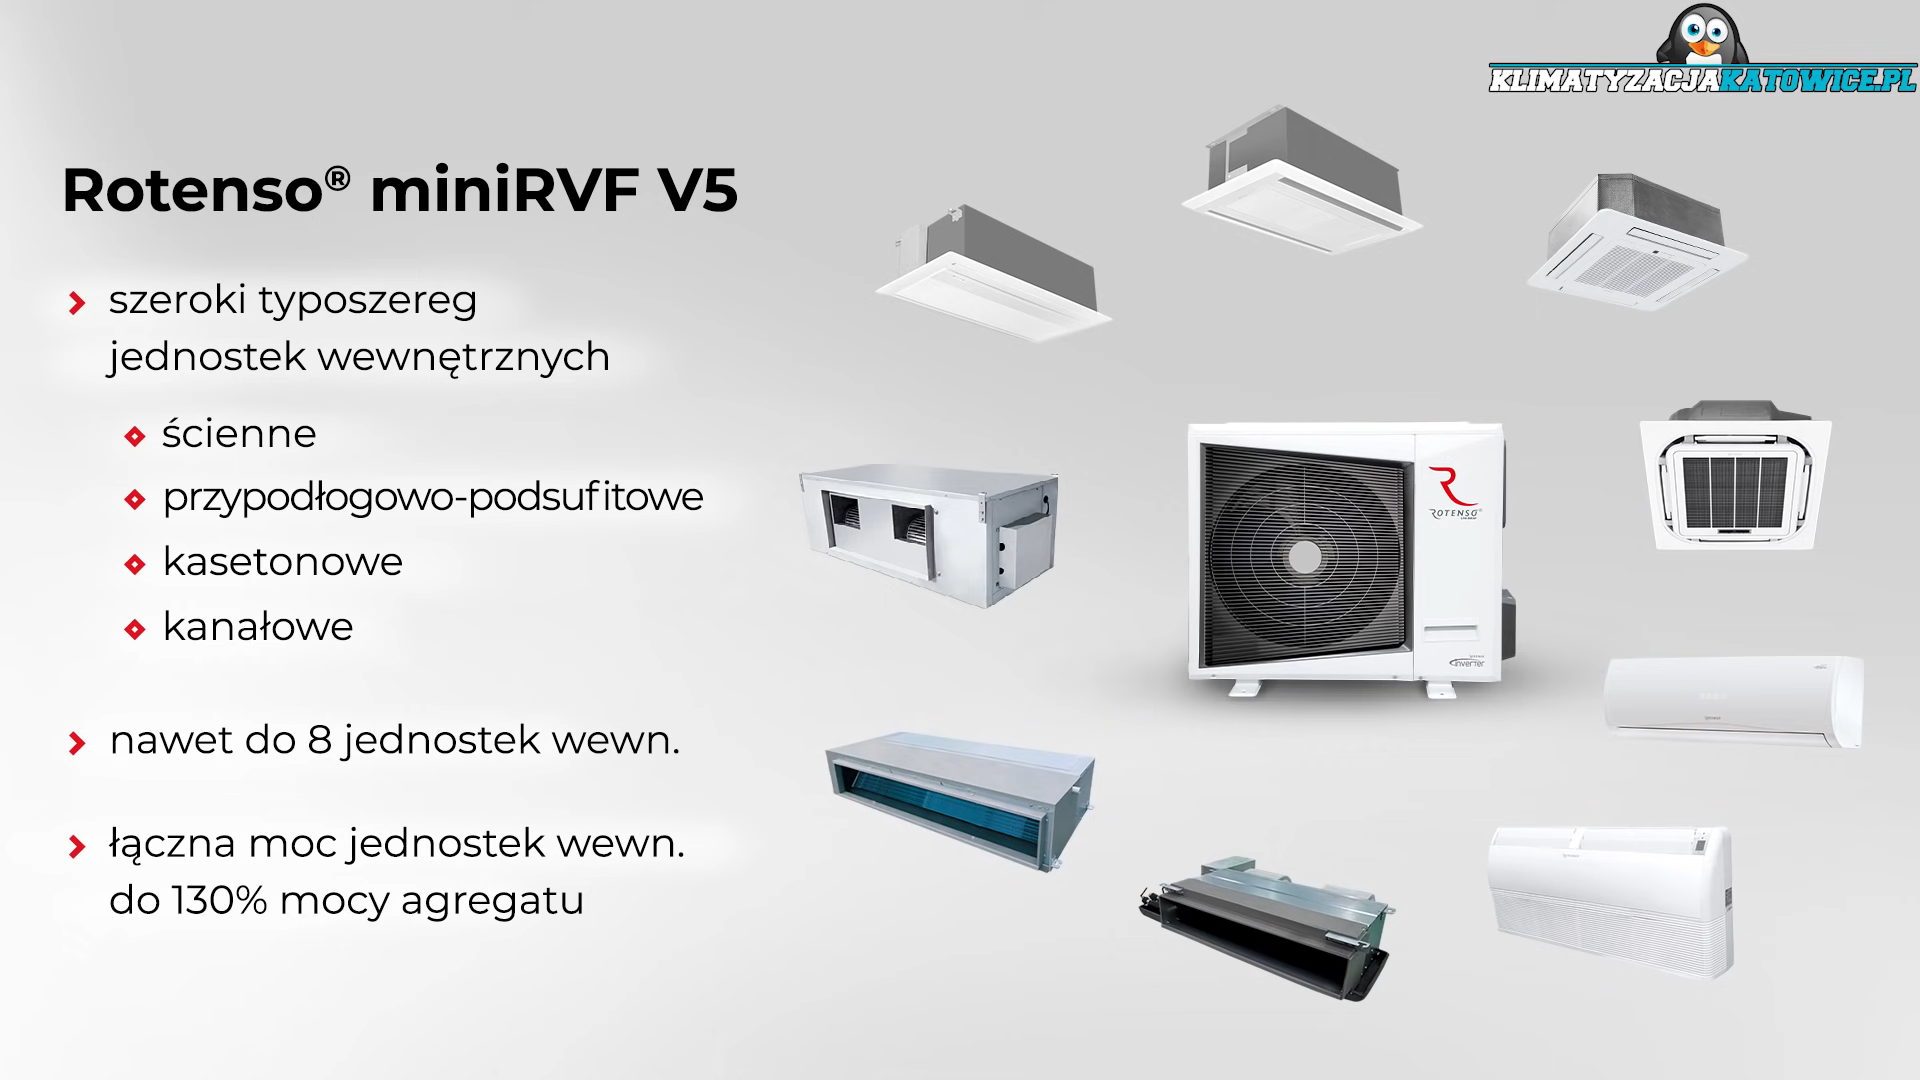 KLIMATYZACJAKATOWICE.PL
Rotenso® miniRVF V5
szeroki typoszereg
jednostek wewnętrznych
ścienne
przypodłogowo-podsufitowe
kasetonowe
kanałowe
nawet do 8 jednostek wewn.
łączna moc jednostek wewn.
do 130% mocy agregatu
ROTENSO®
inverter